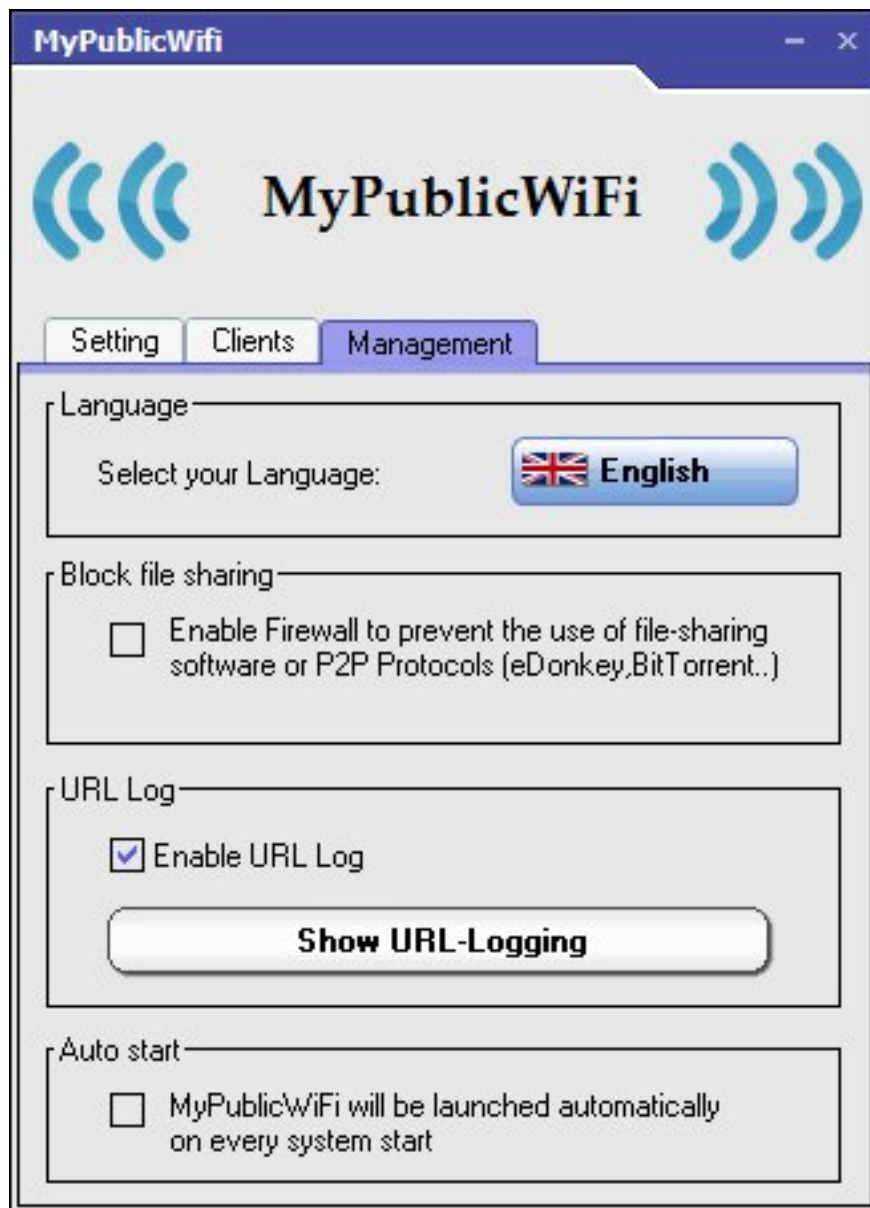 MyPublicWifi
MyPublicWiFi
Setting Clients Management
Language
Select your Language: English
Block file sharing
Enable Firewall to prevent the use of file-sharing
software or P2P Protocols (eDonkey,BitTorrent..)
URL Log
Enable URL Log
Show URL-Logging
Auto start
MyPublicWiFi will be launched automatically
on every system start